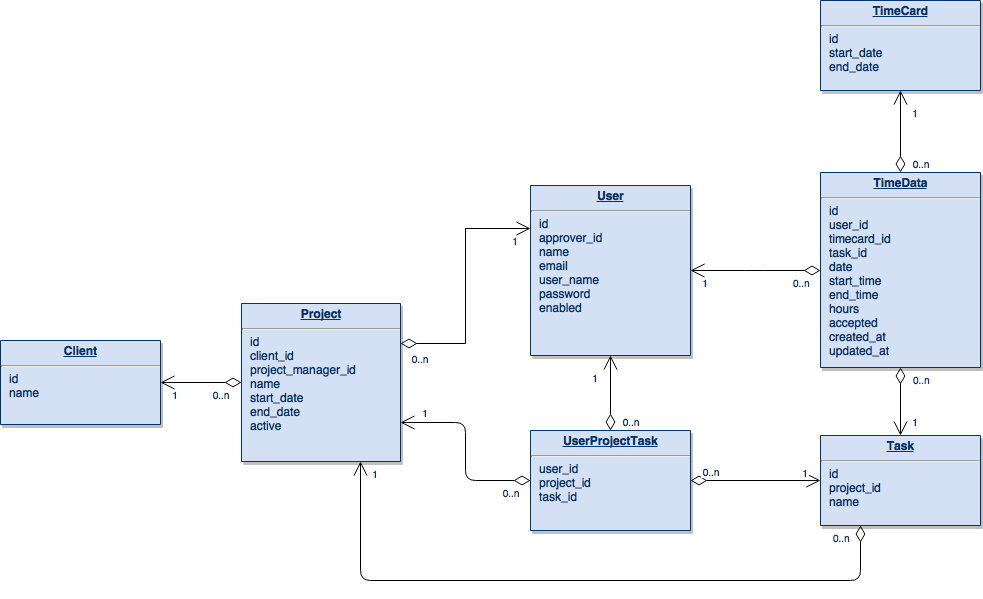 TimeCard
id
start_date
end_date
1
0..n
TimeData
id
user_id
timecard_id
task_id
date
start_time
end_time
hours
accepted
created_at
updated_at
User
id
approver_id
name
email
user_name
password
enabled
1
1
0..n
Project
id
client_id
project_manager_id
name
start_date
end_date
active
0..n
Client
id
name
1
0..n
1
0..n
1
0..n
UserProjectTask
user_id
project_id
task_id
1
0..n
0..n
1
0..n
1
Task
id
project_id
name
0..n
1